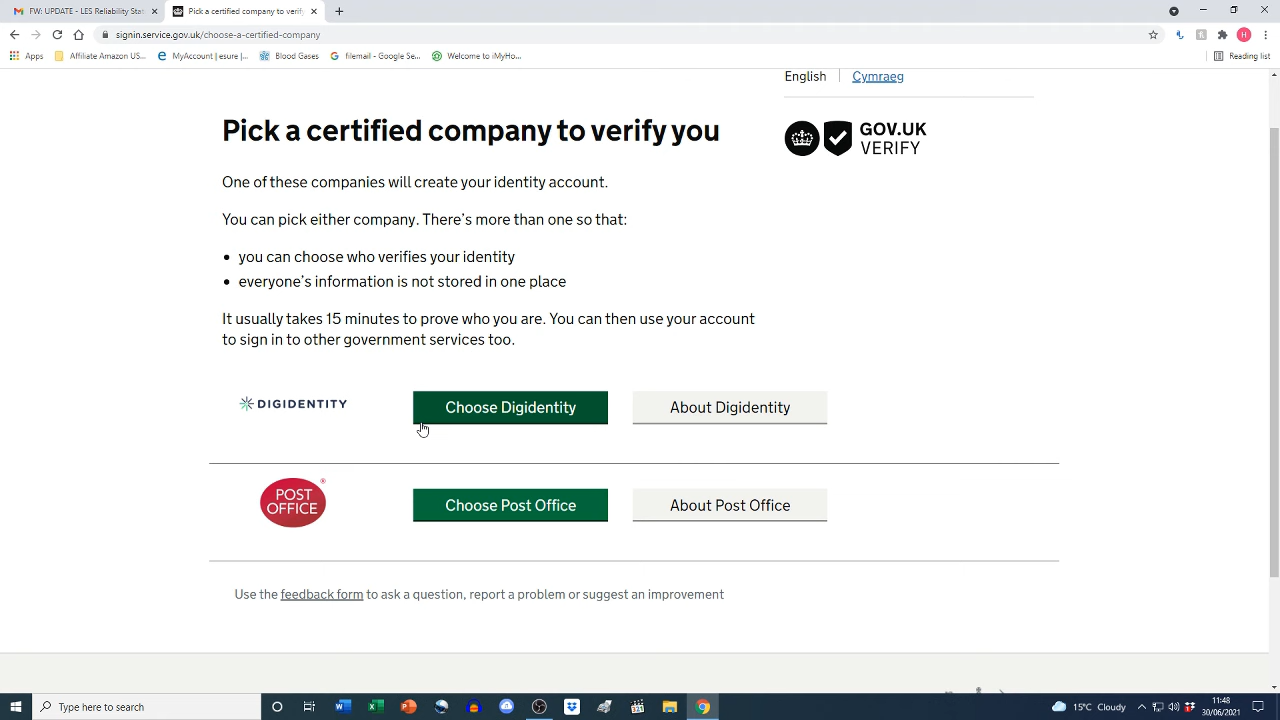 FW: UPDATE - LES Reliability Stat
Pick a certified company to verify
signin.service.gov.uk/choose-a-certified-company
H
Apps
Affiliate Amazon US...
MyAccount | esure |...
Blood Gases
filemail - Google Se...
Welcome to iMyHo...
Reading list
English
Cymraeg
Pick a certified company to verify you
GOV.UK
VERIFY
One of these companies will create your identity account.
You can pick either company. There's more than one so that:
• you can choose who verifies your identity
• everyone's information is not stored in one place
It usually takes 15 minutes to prove who you are. You can then use your account
to sign in to other government services too.
DIGIDENTITY
Choose Digidentity
About Digidentity
POST
OFFICE
®
Choose Post Office
About Post Office
Use the feedback form to ask a question, report a problem or suggest an improvement
Type here to search
15°C Cloudy
11:48
30/06/2021